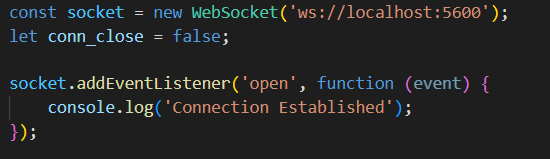 const socket = new WebSocket('ws://localhost:5600');
let conn_close = false;

socket.addEventListener('open', function (event) {
    console.log('Connection Established');
});